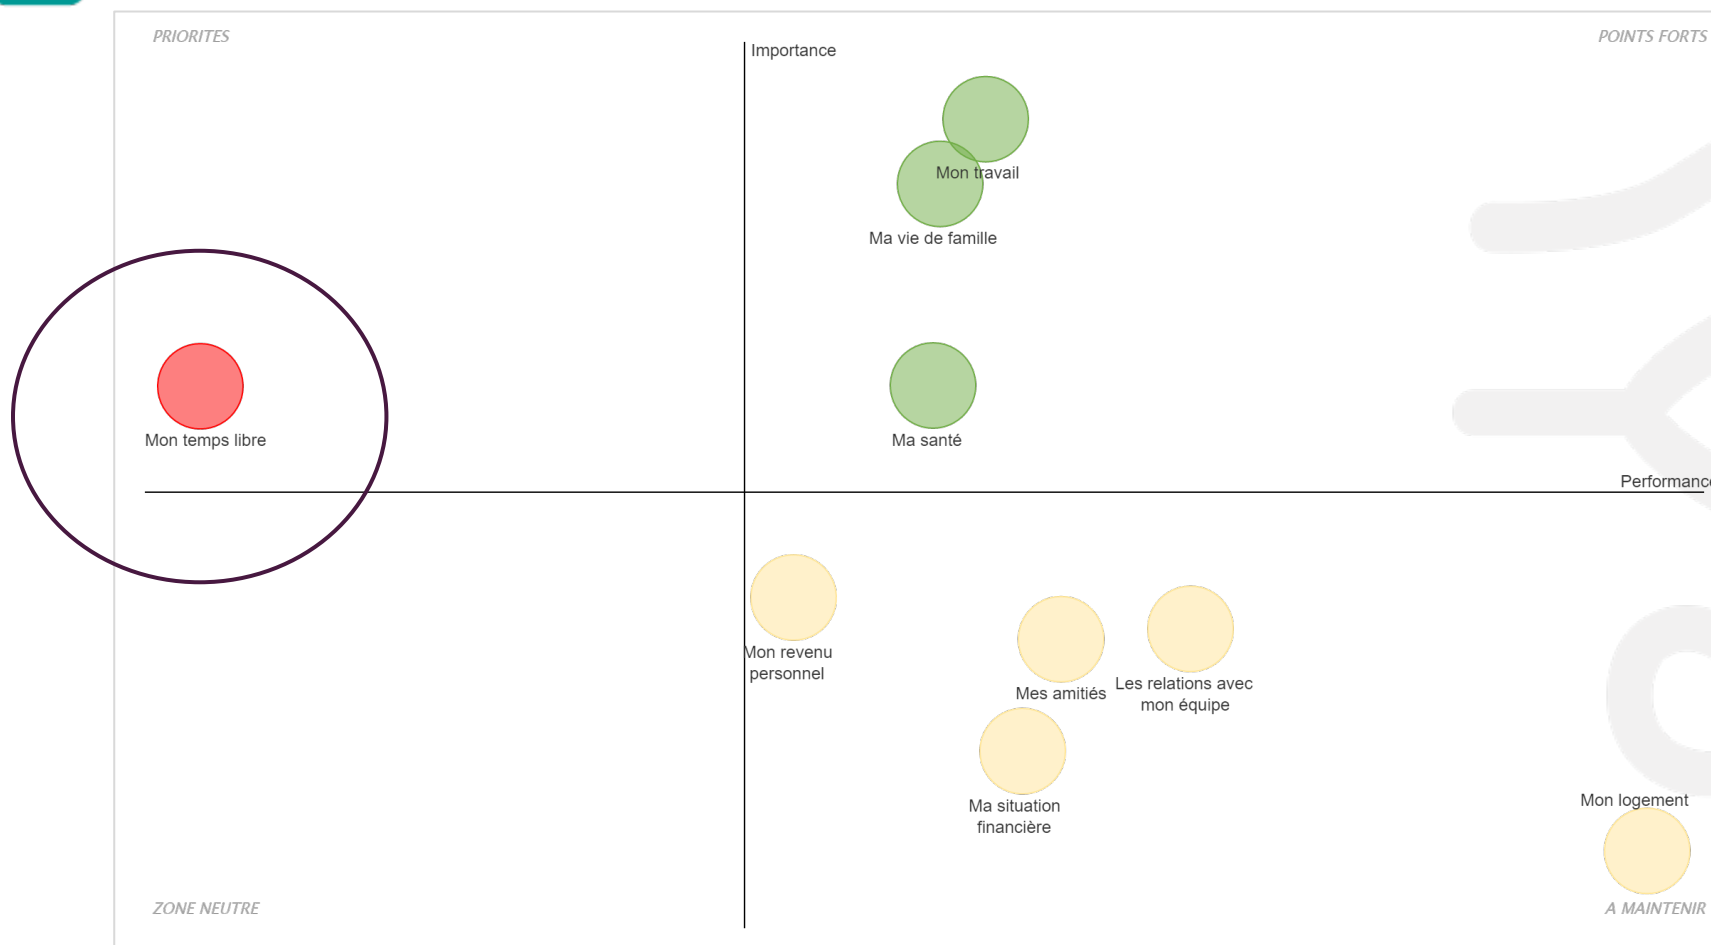 PRIORITES
POINTS FORTS
Importance
Mon travail
Ma vie de famille
Mon temps libre
Ma santé
Performance
Mon revenu
personnel
Mes amitiés
Les relations avec
mon équipe
Ma situation
financière
Mon logement
ZONE NEUTRE
A MAINTENIR